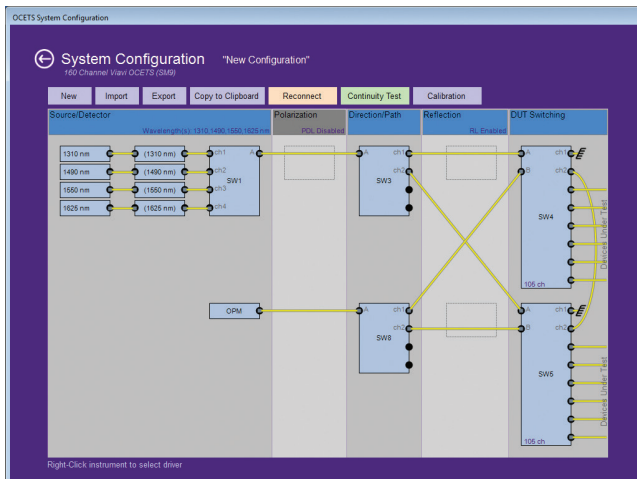 OCETS System Configuration
System Configuration "New Configuration"
160 Channel Viavi OCETS (SM9)
New Import Export Copy to Clipboard Reconnect Continuity Test Calibration
Source/Detector Polarization Direction/Path Reflection DUT Switching
Wavelength(s): 1310,1490,1550,1625 nm PDL Disabled RL Enabled
1310 nm (1310 nm) ch1 A A ch1 A ch1
1490 nm (1490 nm) ch2 ch2 B ch2
SW1 SW3
1550 nm (1550 nm) ch3
1625 nm (1625 nm) ch4
SW4
Devices Under Test
106 ch
OPM A ch1 A ch1
ch2 B ch2
SW8
SW5
Devices Under Test
106 ch
Right-Click instrument to select driver